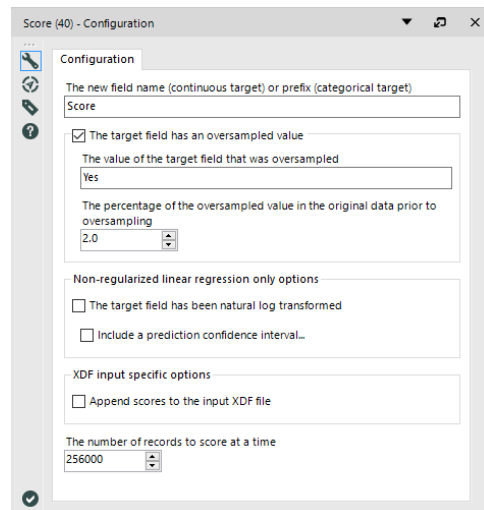 Score (40) - Configuration
Configuration
The new field name (continuous target) or prefix (categorical target)
Score
The target field has an oversampled value
The value of the target field that was oversampled
Yes
The percentage of the oversampled value in the original data prior to
oversampling
2.0
Non-regularized linear regression only options
The target field has been natural log transformed
Include a prediction confidence interval...
XDF input specific options
Append scores to the input XDF file
The number of records to score at a time
256000